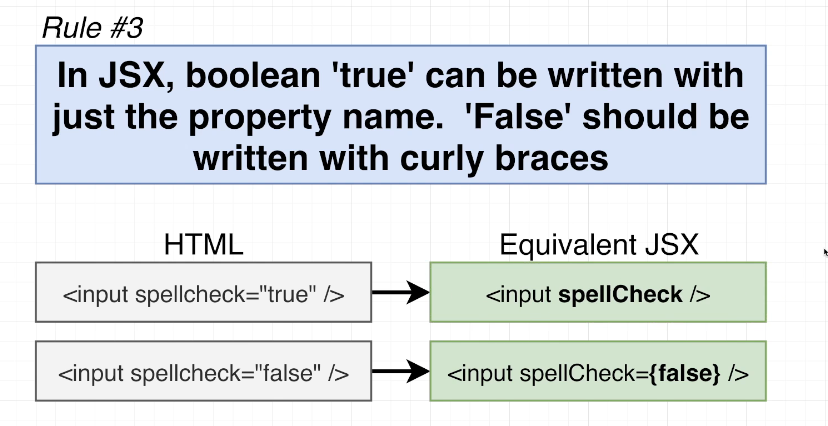 Rule #3
In JSX, boolean 'true' can be written with
just the property name.  'False' should be
written with curly braces
HTML
Equivalent JSX
<input spellcheck="true" />
<input spellCheck />
<input spellcheck="false" />
<input spellCheck={false} />